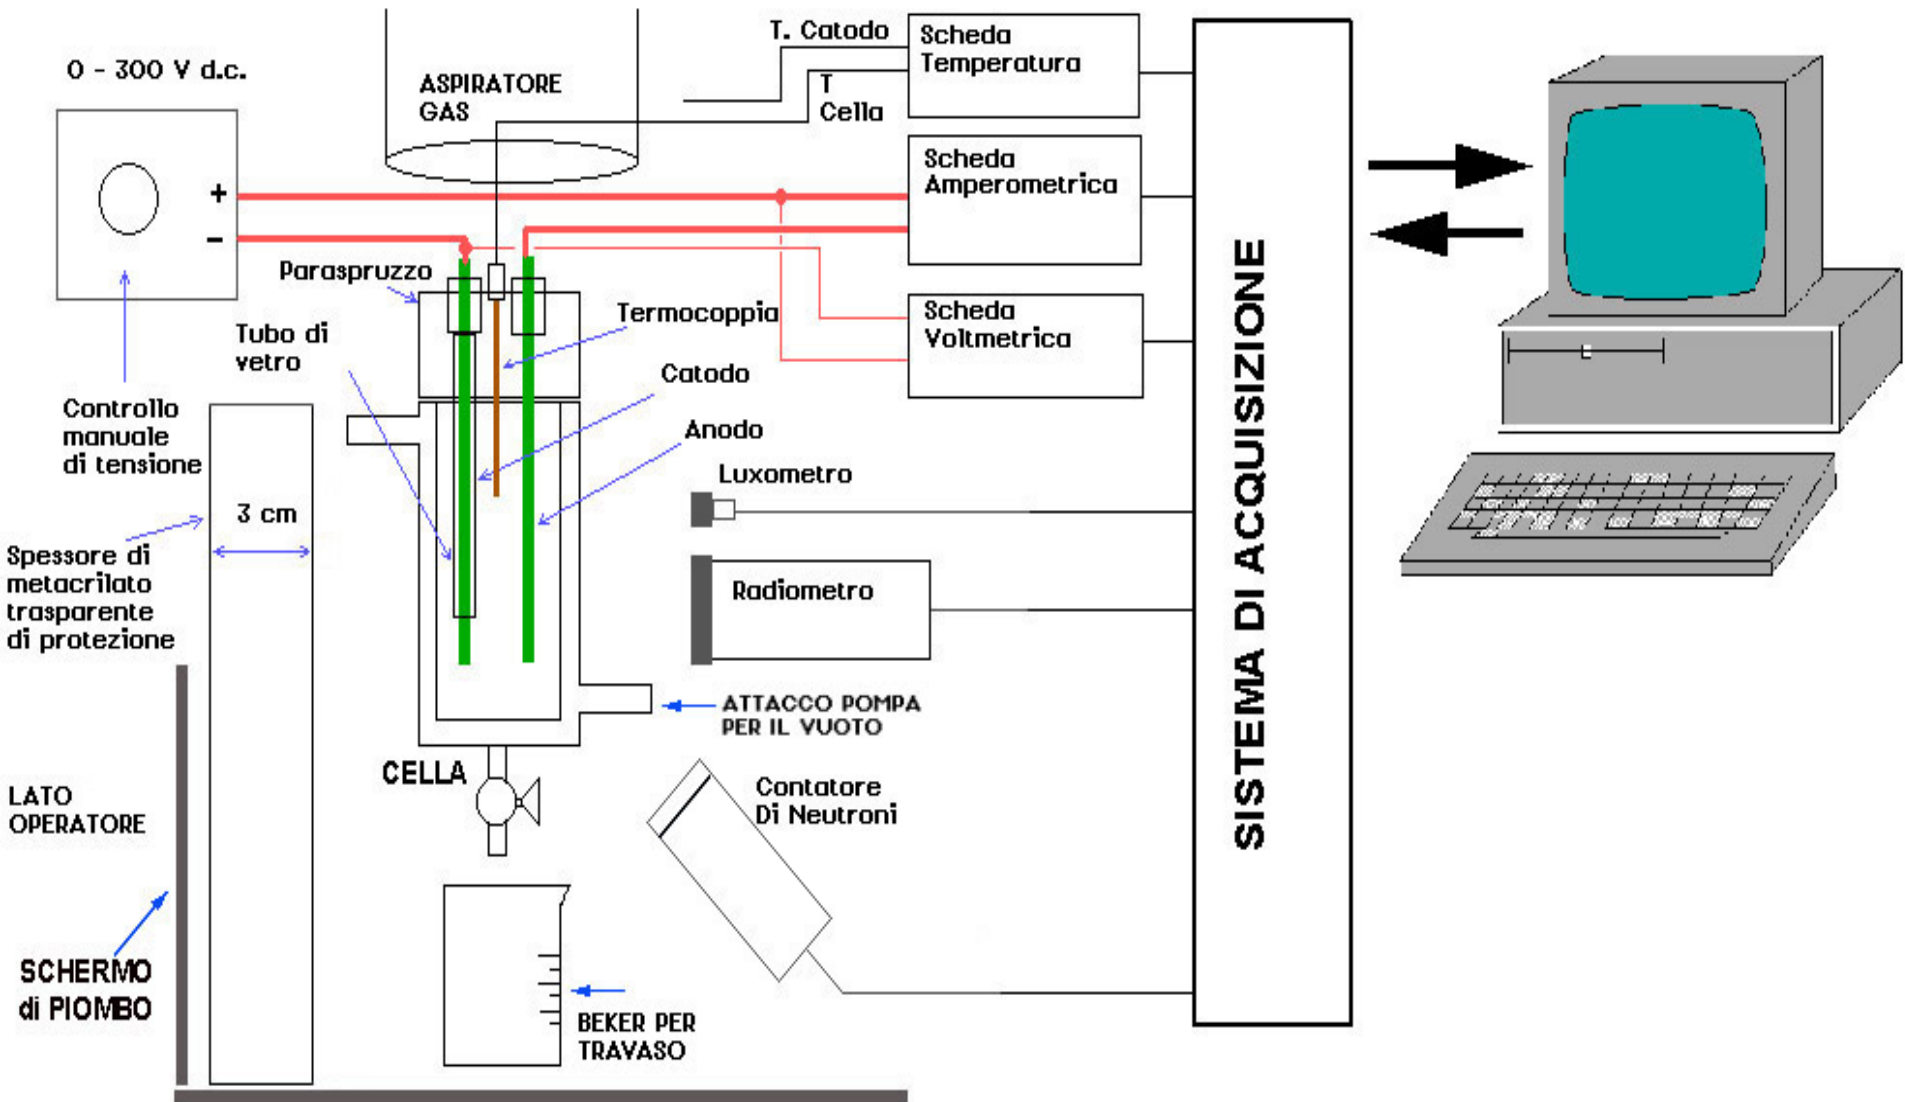 0 - 300 V d.c.
+
−
Controllo
manuale
di tensione
ASPIRATORE
GAS
T. Catodo
T
Cella
Scheda
Temperatura
Scheda
Amperometrica
Scheda
Voltmetrica
Paraspruzzo
Tubo di
vetro
Termocoppia
Catodo
Anodo
Luxometro
Radiometro
3 cm
Spessore di
metacrilato
trasparente
di protezione
ATTACCO POMPA
PER IL VUOTO
CELLA
Contatore
Di Neutroni
LATO
OPERATORE
SCHERMO
di PIOMBO
BEKER PER
TRAVASO
SISTEMA DI ACQUISIZIONE